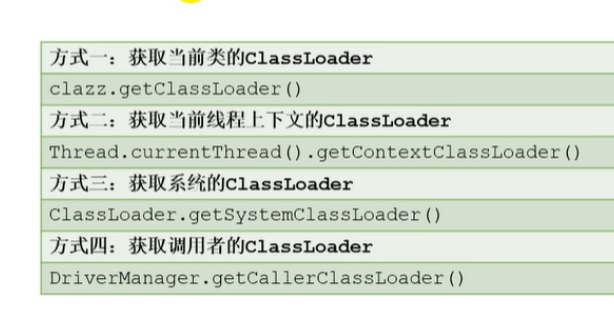 方式一：获取当前类的ClassLoader
clazz.getClassLoader()
方式二：获取当前线程上下文的ClassLoader
Thread.currentThread().getContextClassLoader()
方式三：获取系统的ClassLoader
ClassLoader.getSystemClassLoader()
方式四：获取调用者的ClassLoader
DriverManager.getCallerClassLoader()